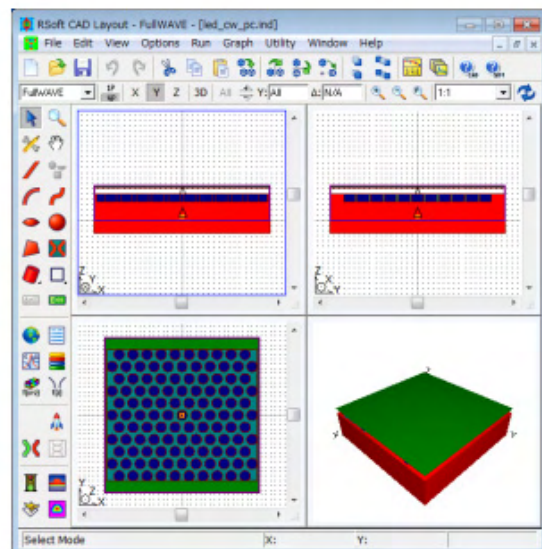 RSoft CAD Layout - FullWAVE - [led_cw_pc.ind]
File Edit View Options Run Graph Utility Window Help
FullWAVE X Y Z 3D All Y: All Δ: N/A 1:1
Z Y X
Z X Y
Y Z X
Select Mode X: Y: